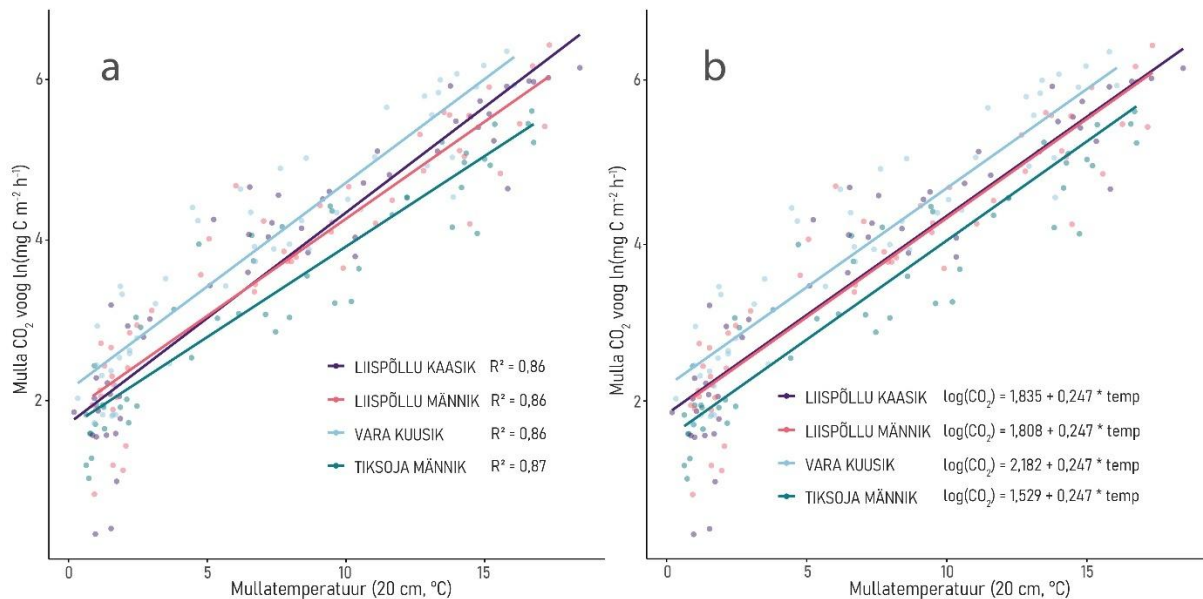 a
6
4
2
Mulla CO₂ voog ln(mg C m⁻² h⁻¹)
LIISPÕLLU KAASIK R² = 0,86
LIISPÕLLU MÄNNIK R² = 0,86
VARA KUUSIK R² = 0,86
TIKSOJA MÄNNIK R² = 0,87
0 5 10 15
Mullatemperatuur (20 cm, °C)
b
6
4
2
Mulla CO₂ voog ln(mg C m⁻² h⁻¹)
LIISPÕLLU KAASIK log(CO₂) = 1,835 + 0,247 * temp
LIISPÕLLU MÄNNIK log(CO₂) = 1,808 + 0,247 * temp
VARA KUUSIK log(CO₂) = 2,182 + 0,247 * temp
TIKSOJA MÄNNIK log(CO₂) = 1,529 + 0,247 * temp
0 5 10 15
Mullatemperatuur (20 cm, °C)